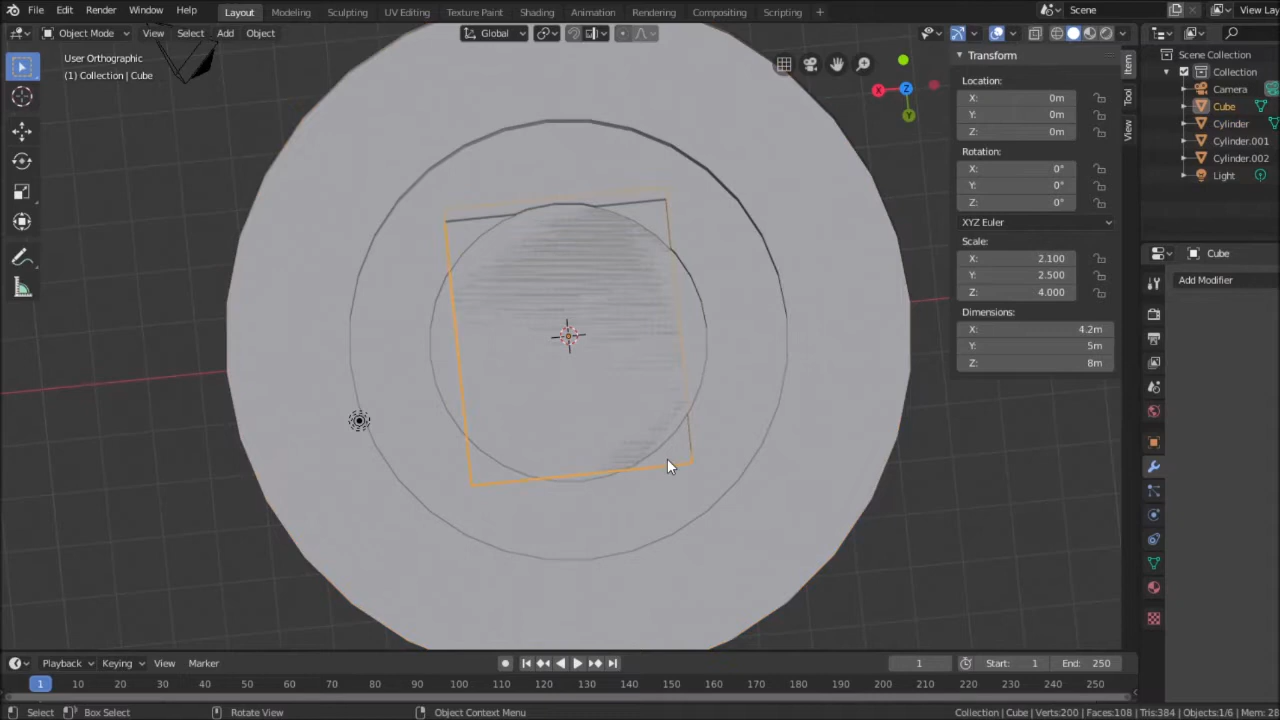 File Edit Render Window Help Layout Modeling Sculpting UV Editing Texture Paint Shading Animation Rendering Compositing Scripting + Scene View Lay
Object Mode View Select Add Object Global
User Orthographic
(1) Collection | Cube
X Z Y
Transform
Location:
X: 0m
Y: 0m
Z: 0m
Rotation:
X: 0°
Y: 0°
Z: 0°
XYZ Euler
Scale:
X: 2.100
Y: 2.500
Z: 4.000
Dimensions:
X: 4.2m
Y: 5m
Z: 8m
Item
Tool
View
Scene Collection
Collection
Camera
Cube
Cylinder
Cylinder.001
Cylinder.002
Light
Cube
Add Modifier
Playback Keying View Marker 1 Start: 1 End: 250
1 10 20 30 40 50 60 70 80 90 100 110 120 130 140 150 160 170 180 190 200 210 220 230 240 250
Select Box Select Rotate View Object Context Menu Collection | Cube | Verts:200 | Faces:108 | Tris:384 | Objects:1/6 | Mem: 28